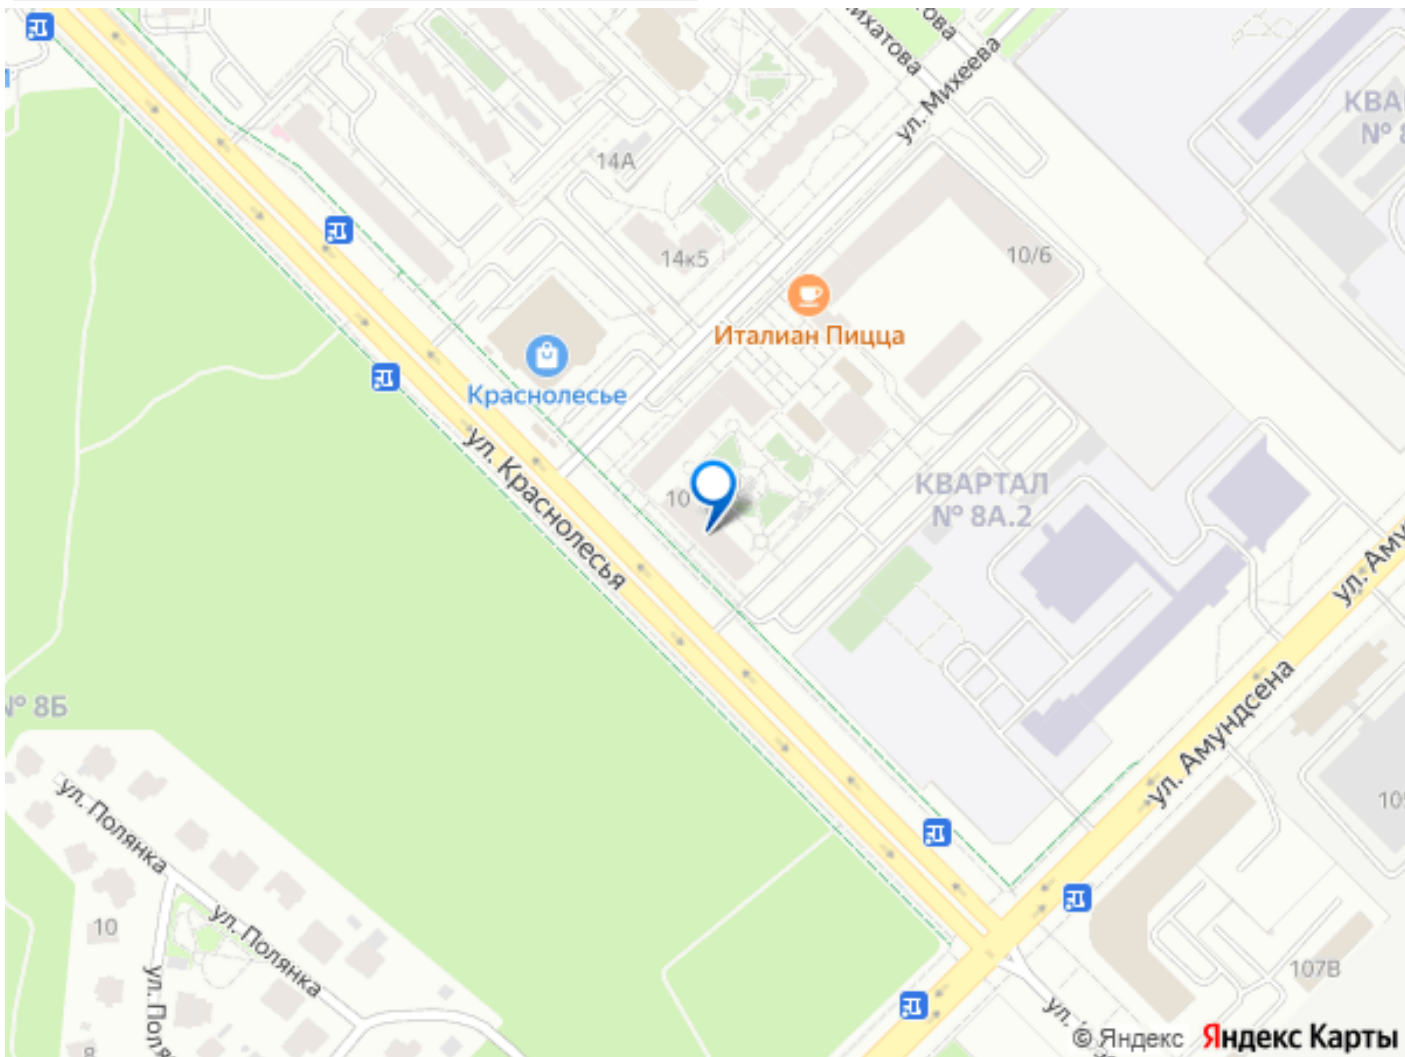 ул. Михеева
14А
14к5
10/6
Италиан Пицца
Краснолесье
ул. Краснолесья
10
КВАРТАЛ
№ 8А.2
№ 8Б
ул. Амундсена
ул. Полянка
ул. Полянка
10
8
107В
© Яндекс Яндекс Карты